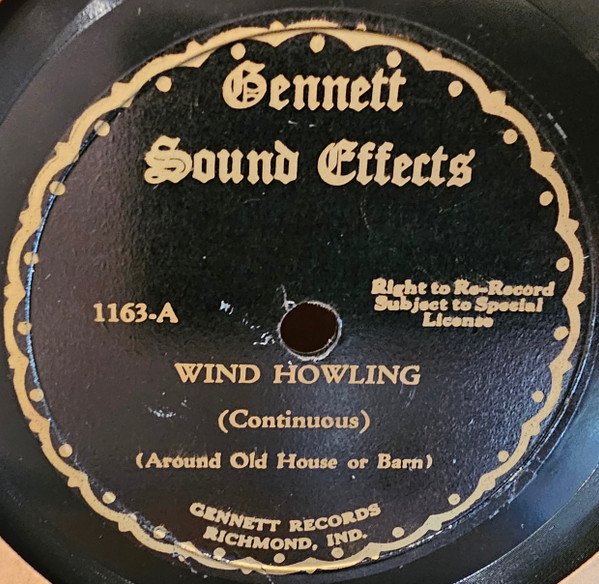 Gennett
Sound Effects
1163-A
Right to Re-Record
Subject to Special
License
WIND HOWLING
(Continuous)
(Around Old House or Barn)
GENNETT RECORDS
RICHMOND, IND.